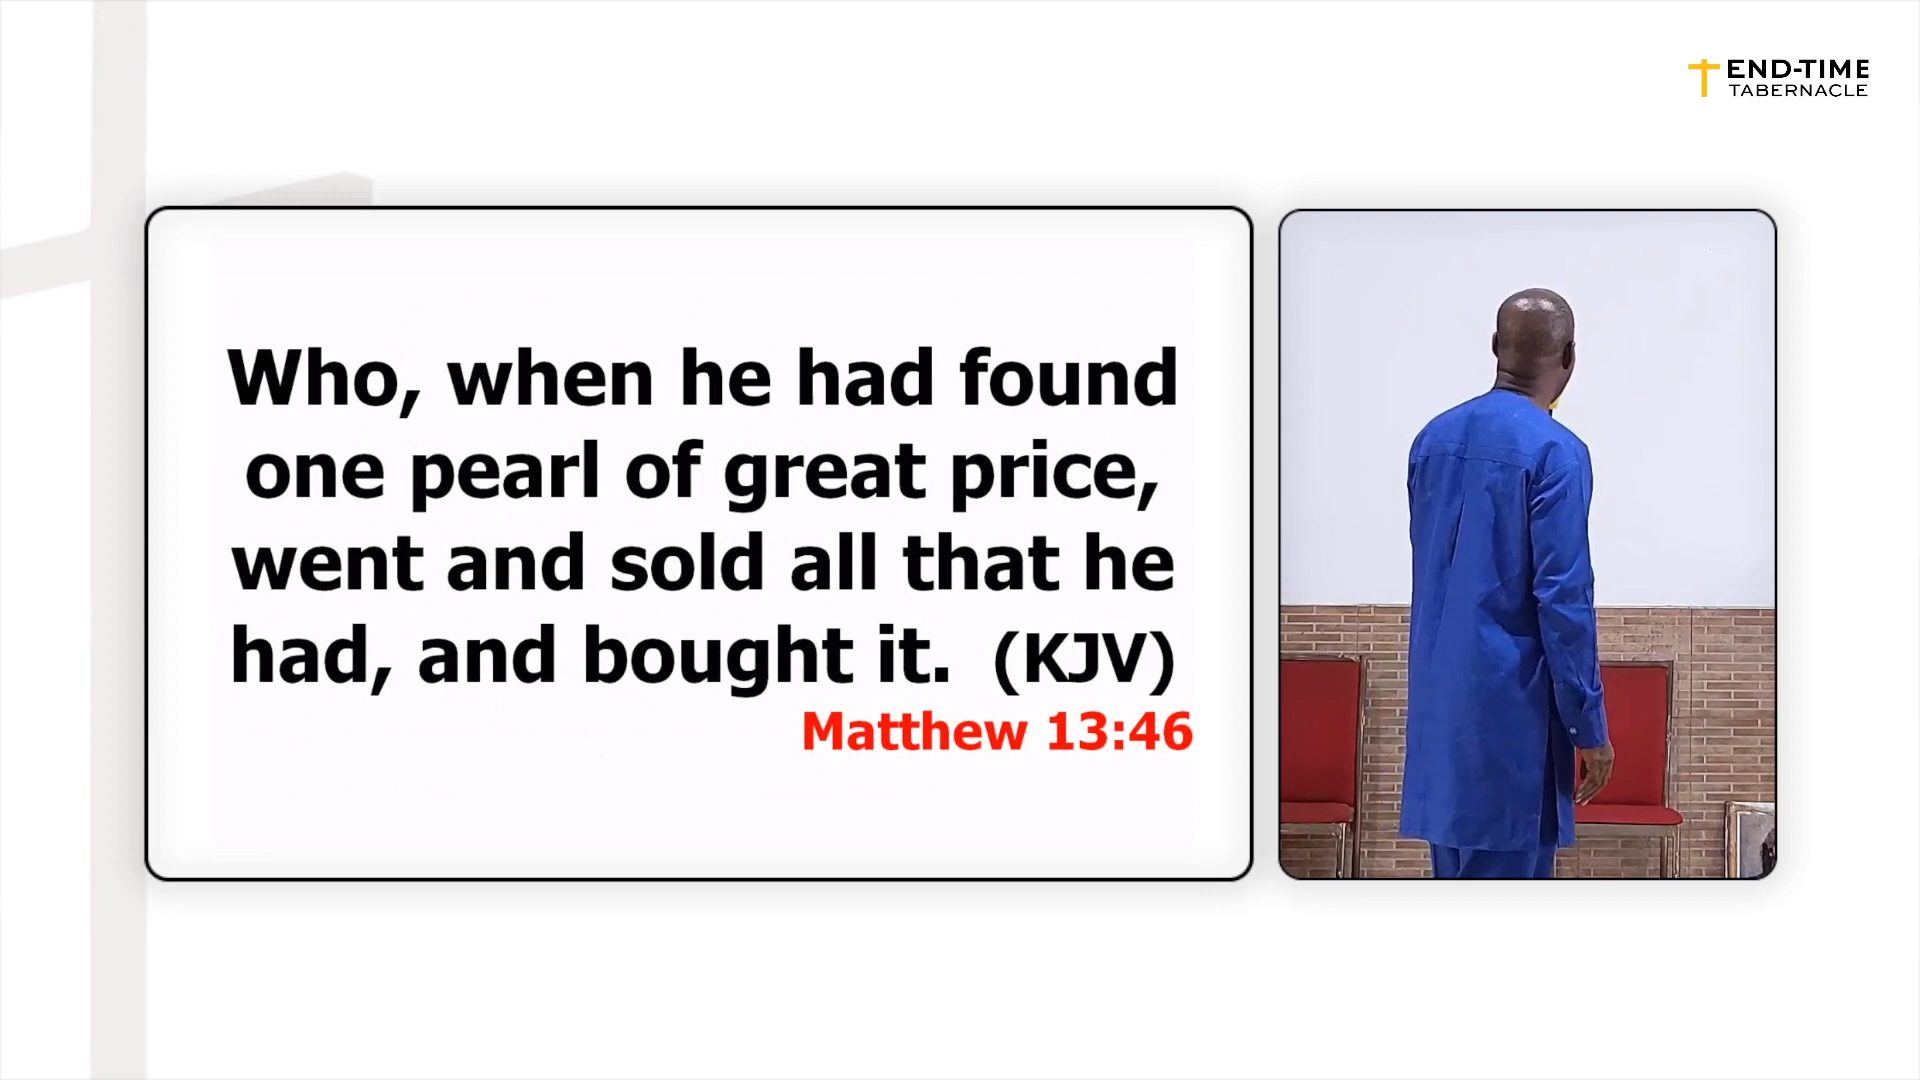 END-TIME
TABERNACLE
Who, when he had found
one pearl of great price,
went and sold all that he
had, and bought it. (KJV)
Matthew 13:46